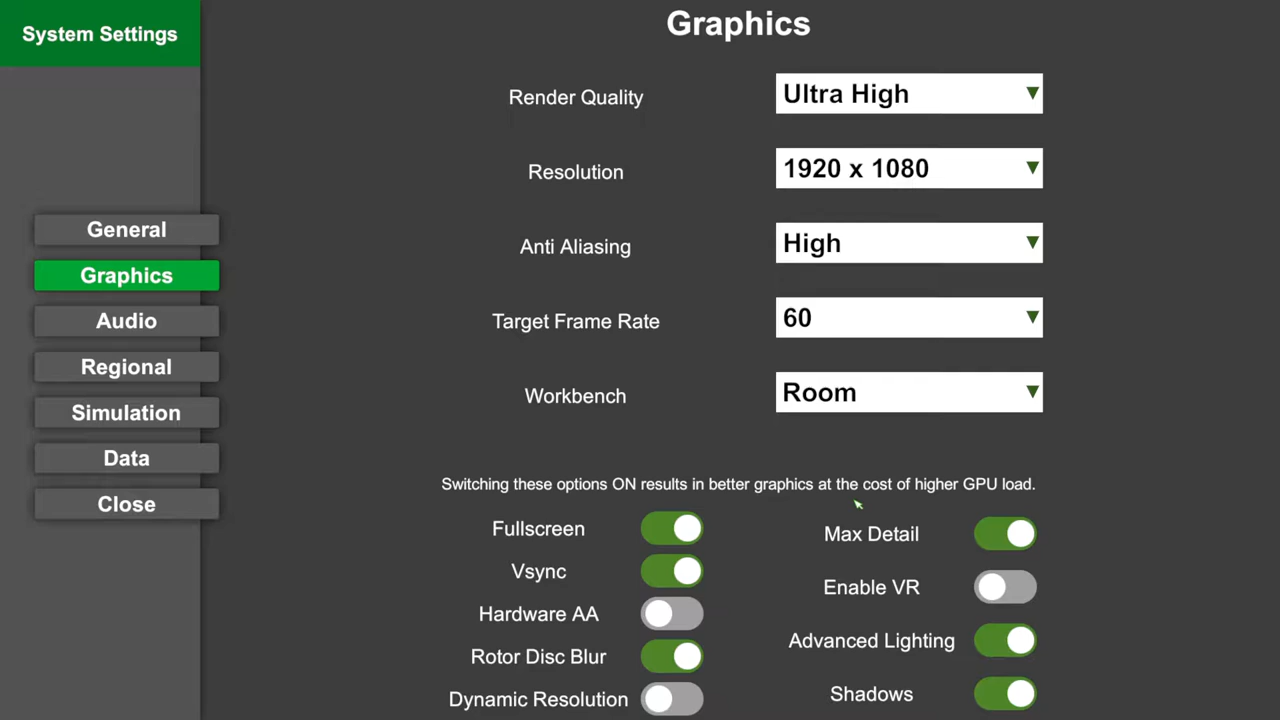 System Settings
Graphics
Render Quality
Ultra High
Resolution
1920 x 1080
Anti Aliasing
High
Target Frame Rate
60
Workbench
Room
General
Graphics
Audio
Regional
Simulation
Data
Close
Switching these options ON results in better graphics at the cost of higher GPU load.
Fullscreen
Vsync
Hardware AA
Rotor Disc Blur
Dynamic Resolution
Max Detail
Enable VR
Advanced Lighting
Shadows